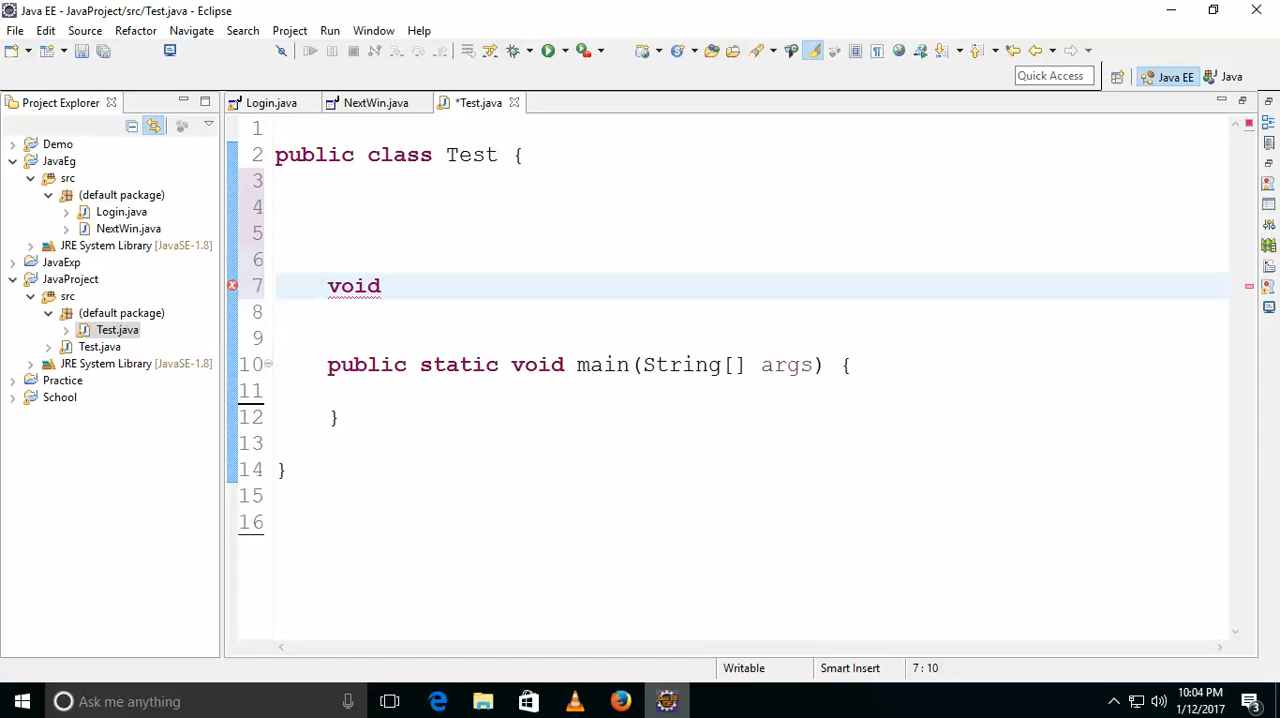 Java EE - JavaProject/src/Test.java - Eclipse
File Edit Source Refactor Navigate Search Project Run Window Help
Quick Access Java EE Java
Project Explorer Login.java NextWin.java *Test.java
Demo
JavaEg
src
(default package)
Login.java
NextWin.java
JRE System Library [JavaSE-1.8]
JavaExp
JavaProject
src
(default package)
Test.java
Test.java
JRE System Library [JavaSE-1.8]
Practice
School
1
2 public class Test {
3
4
5
6
7 void
8
9
10 public static void main(String[] args) {
11
12 }
13
14 }
15
16
Writable Smart Insert 7 : 10
Ask me anything
10:04 PM
1/12/2017
3